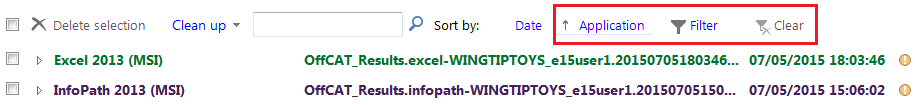 Delete selection Clean up Sort by: Date Application Filter Clear
Excel 2013 (MSI) OffCAT_Results.excel-WINGTIPTOYS_e15user1.20150705180346... 07/05/2015 18:03:46
InfoPath 2013 (MSI) OffCAT_Results.infopath-WINGTIPTOYS_e15user1.20150705150... 07/05/2015 15:06:02